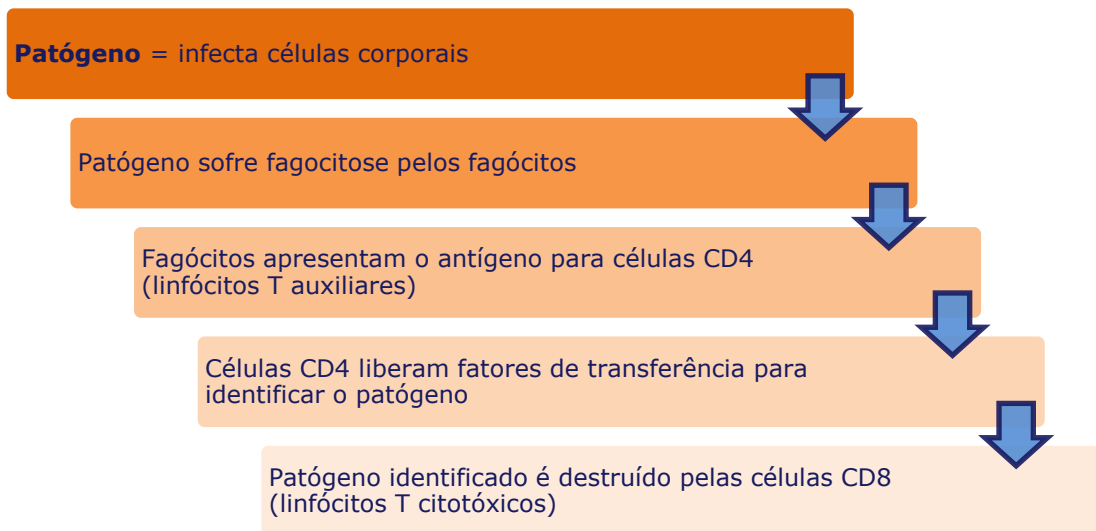 Patógeno = infecta células corporais
Patógeno sofre fagocitose pelos fagócitos
Fagócitos apresentam o antígeno para células CD4
(linfócitos T auxiliares)
Células CD4 liberam fatores de transferência para
identificar o patógeno
Patógeno identificado é destruído pelas células CD8
(linfócitos T citotóxicos)